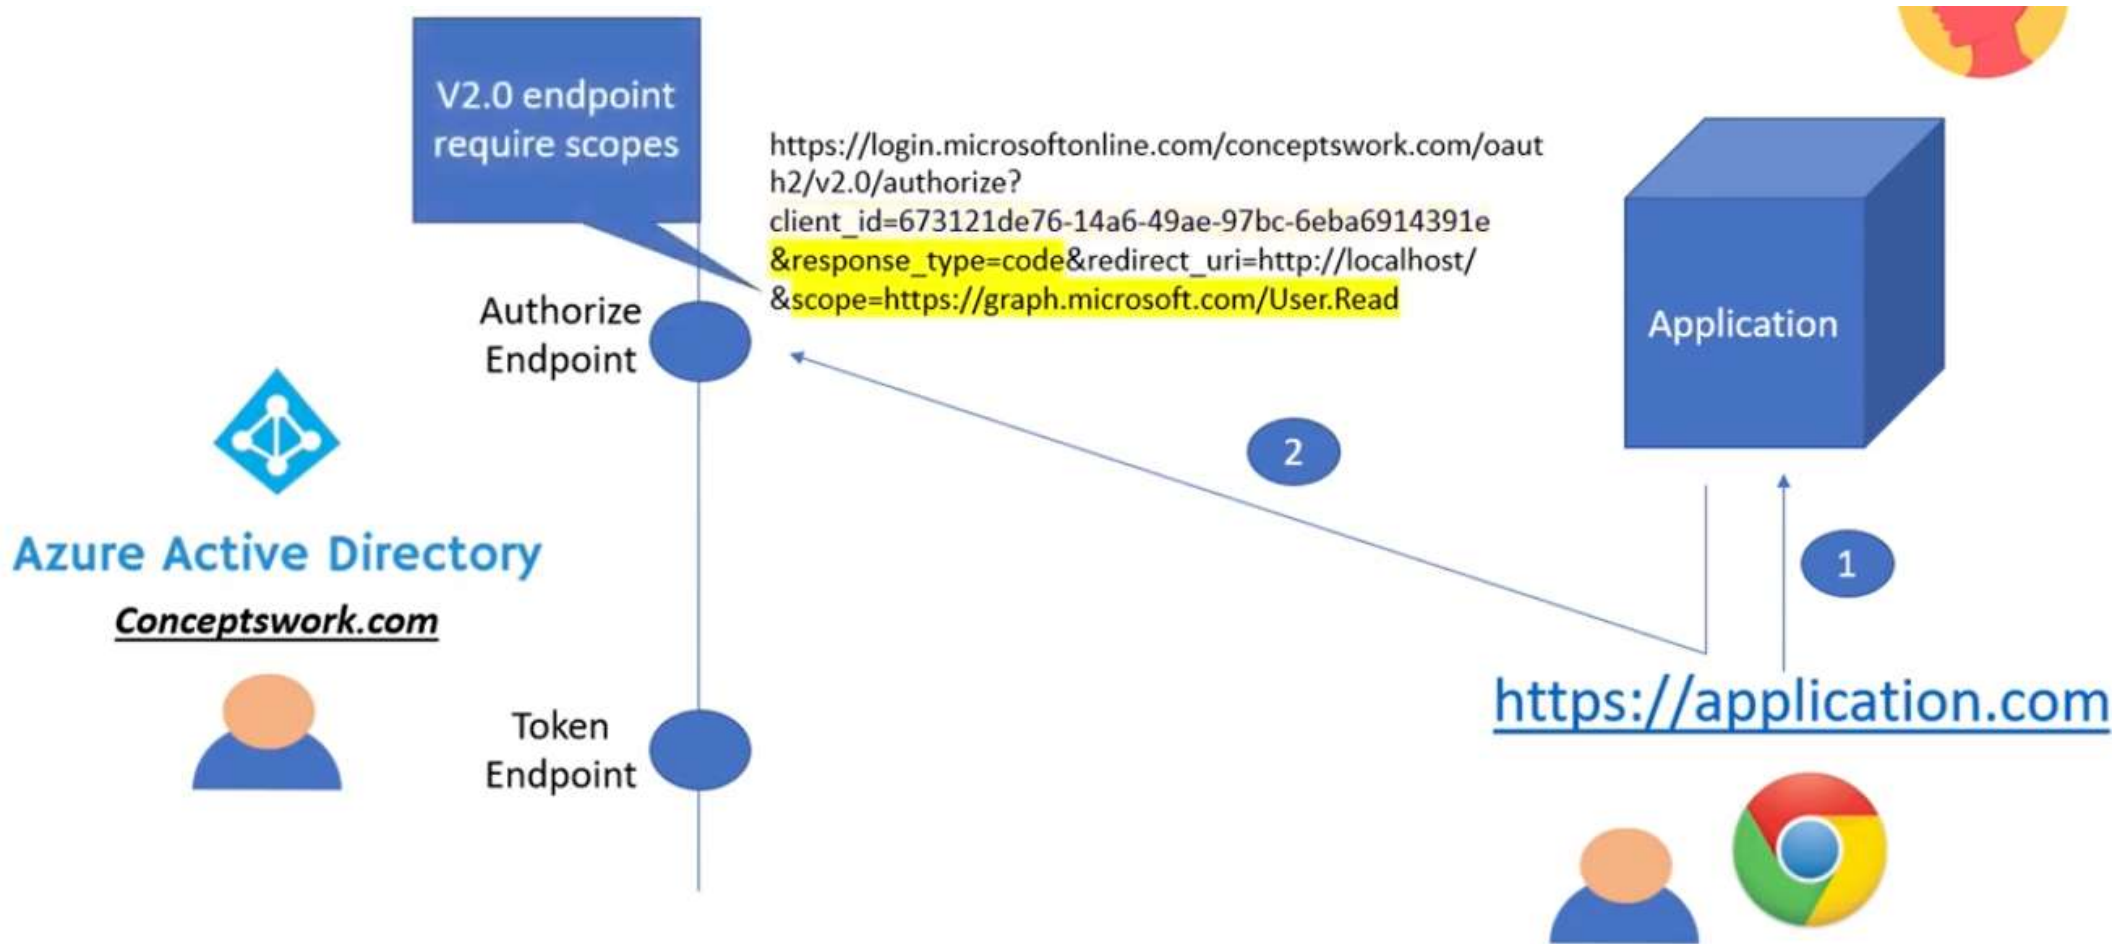 V2.0 endpoint
require scopes
https://login.microsoftonline.com/conceptswork.com/oaut
h2/v2.0/authorize?
client_id=673121de76-14a6-49ae-97bc-6eba6914391e
&response_type=code&redirect_uri=http://localhost/
&scope=https://graph.microsoft.com/User.Read
Authorize
Endpoint
Application
2
1
Azure Active Directory
Conceptswork.com
https://application.com
Token
Endpoint